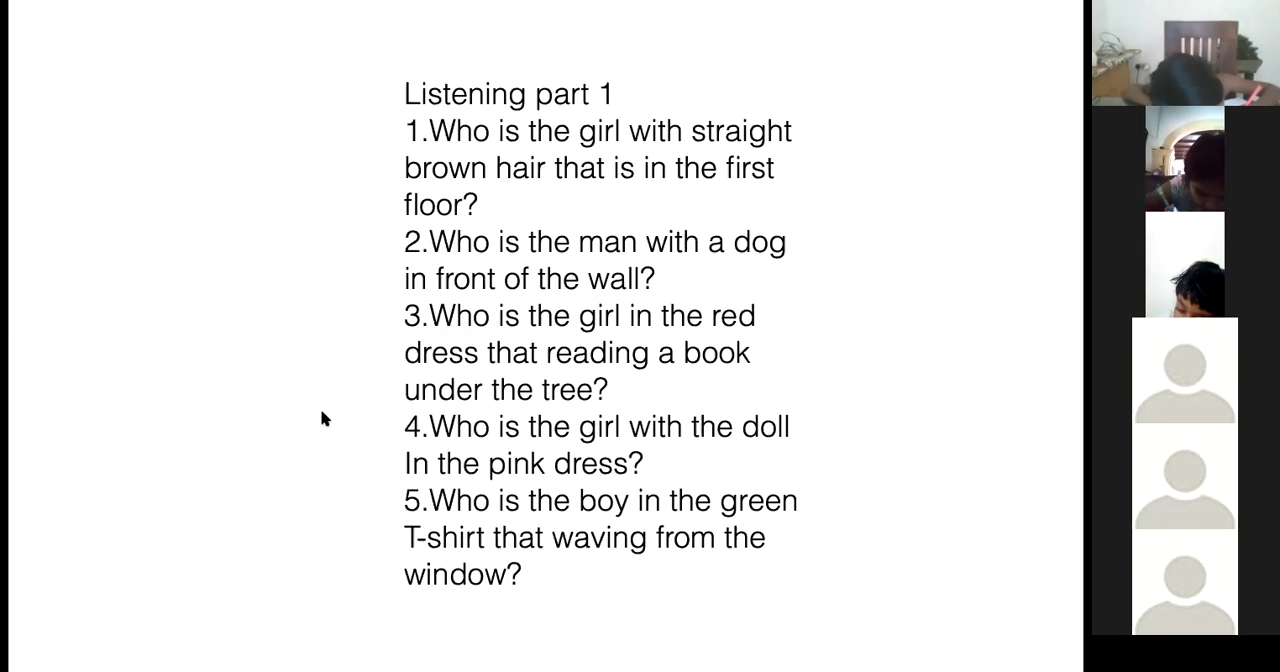 Listening part 1
1.Who is the girl with straight
brown hair that is in the first
floor?
2.Who is the man with a dog
in front of the wall?
3.Who is the girl in the red
dress that reading a book
under the tree?
4.Who is the girl with the doll
In the pink dress?
5.Who is the boy in the green
T-shirt that waving from the
window?